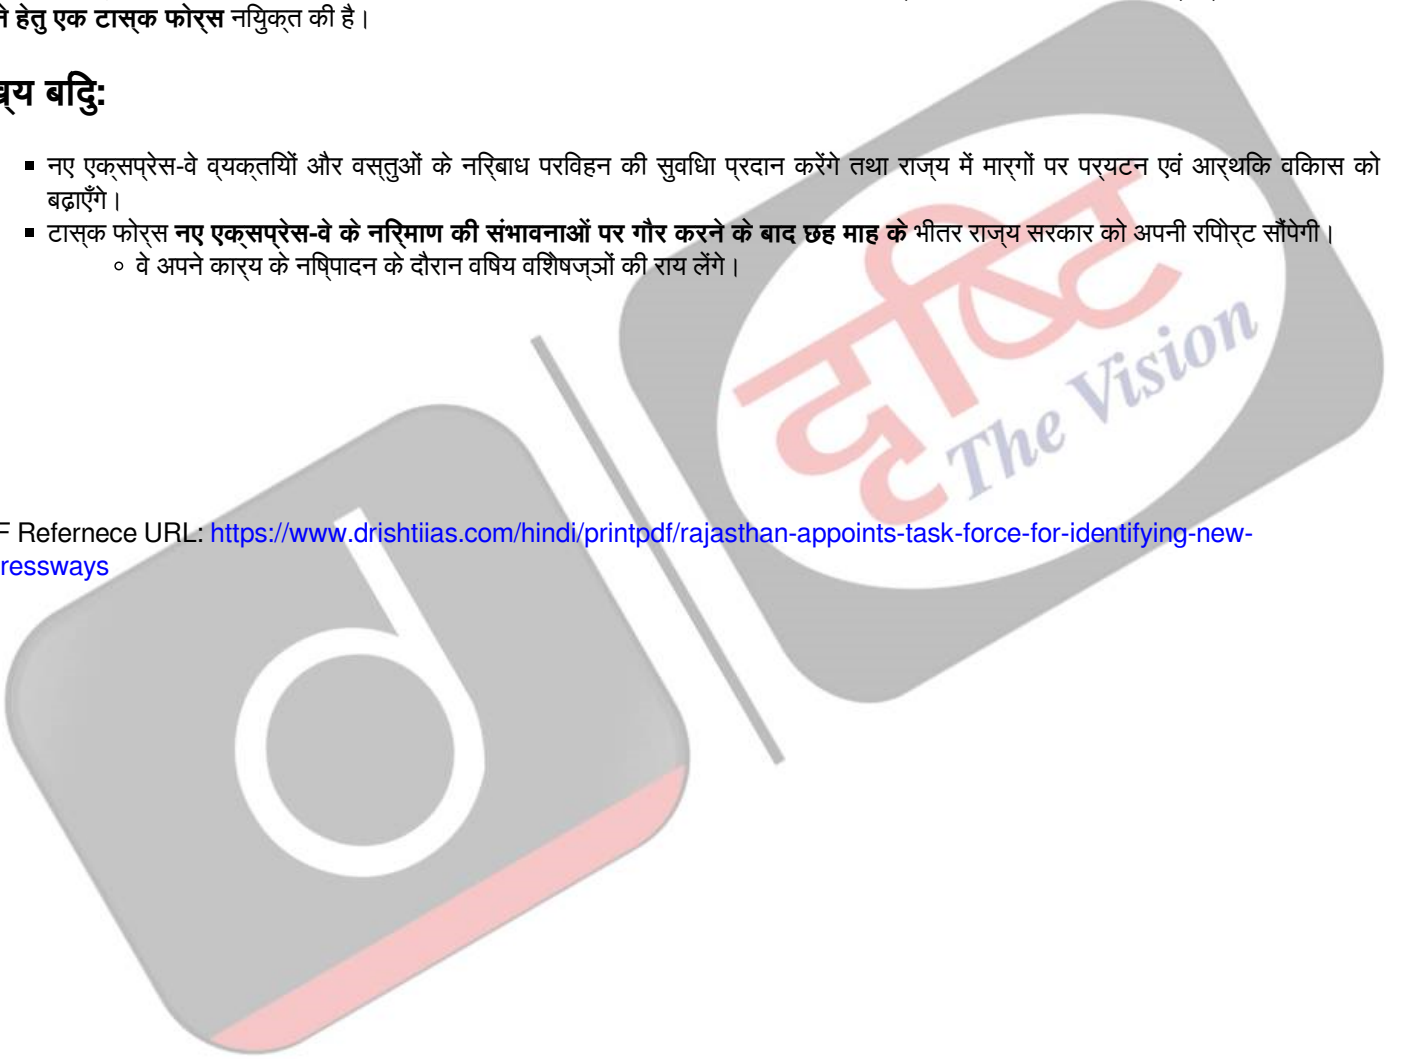 हेतु एक टास्क फोर्स नियुक्त की है।
बिंदु:
▪ नए एक्सप्रेस-वे व्यक्तियों और वस्तुओं के निर्बाध परिवहन की सुविधा प्रदान करेंगे तथा राज्य में मार्गों पर पर्यटन एवं आर्थिक विकास को
बढ़ाएँगे।
▪ टास्क फोर्स नए एक्सप्रेस-वे के निर्माण की संभावनाओं पर गौर करने के बाद छह माह के भीतर राज्य सरकार को अपनी रिपोर्ट सौंपेगी।
○ वे अपने कार्य के निष्पादन के दौरान विषय विशेषज्ञों की राय लेंगे।
दृष्टि
The Vision
F Refernece URL: https://www.drishtiias.com/hindi/printpdf/rajasthan-appoints-task-force-for-identifying-new-
ressways
d